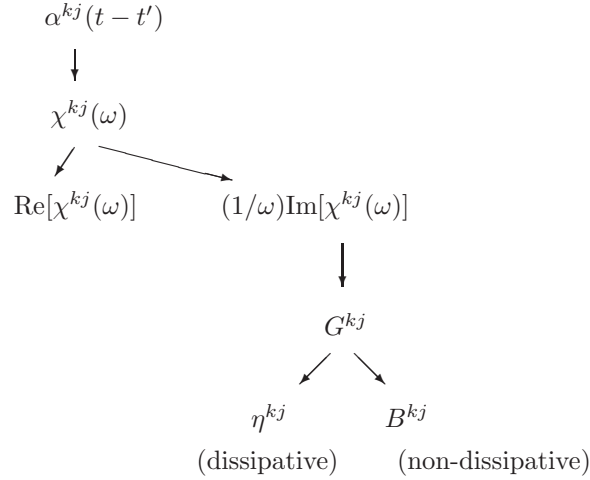 α^{kj}(t − t′)
χ^{kj}(ω)
Re[χ^{kj}(ω)] (1/ω)Im[χ^{kj}(ω)]
G^{kj}
η^{kj} B^{kj}
(dissipative) (non-dissipative)